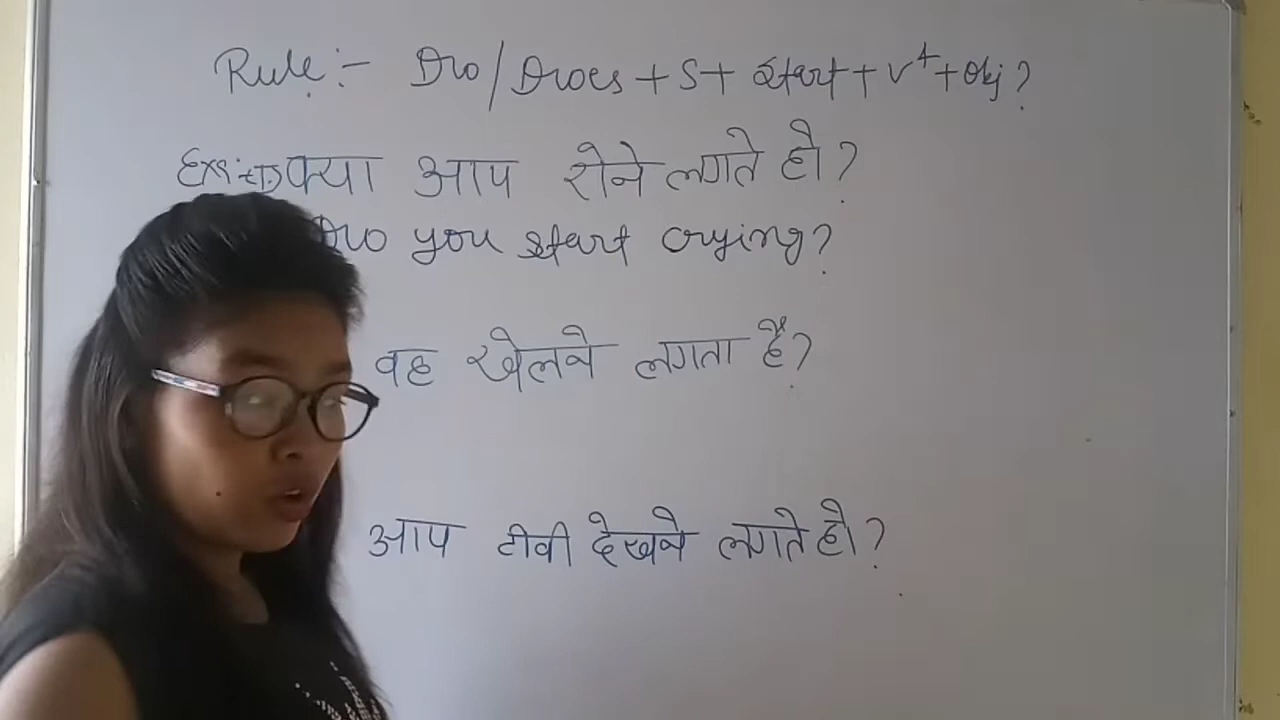 Rule:- Do/Does + S + start + v⁴ + obj?
Ex:-1) क्या आप रोने लगते हो?
Do you start crying?
वह खेलने लगता है?
आप टीवी देखने लगते हो?